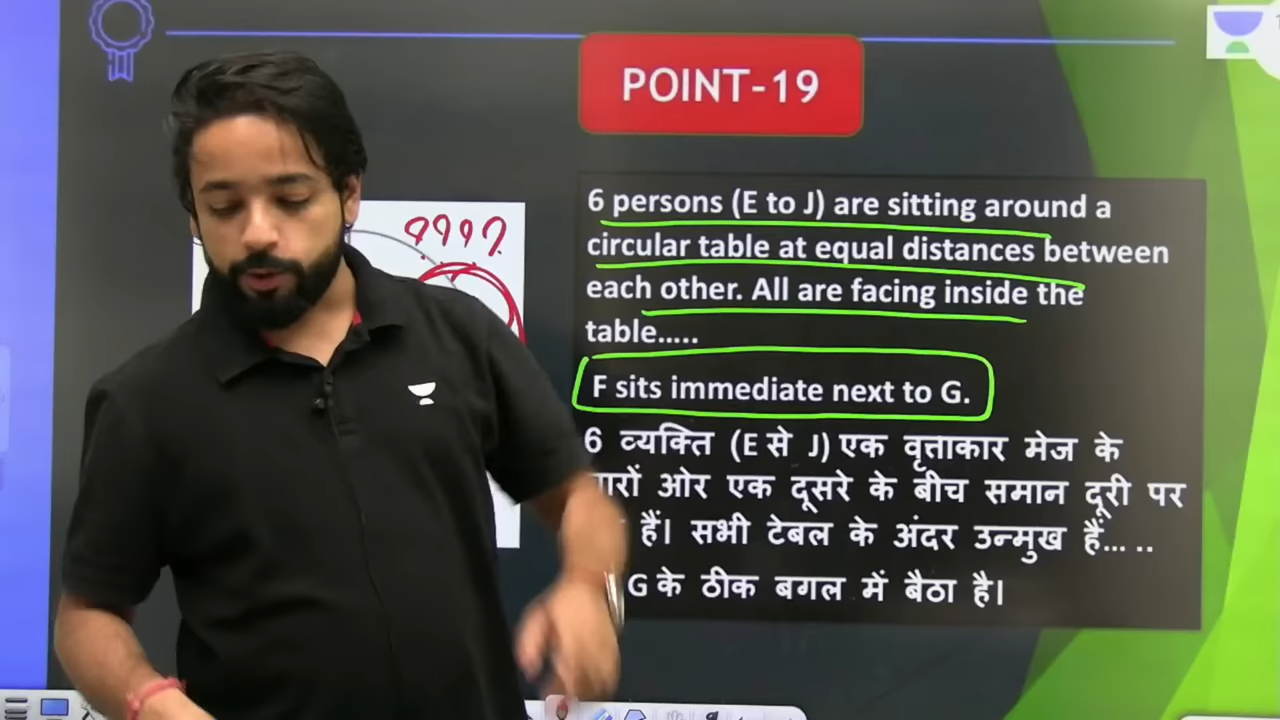 POINT-19
6 persons (E to J) are sitting around a
circular table at equal distances between
each other. All are facing inside the
table.....
F sits immediate next to G.
6 व्यक्ति (E से J) एक वृत्ताकार मेज के
ओर एक दूसरे के बीच समान दूरी पर
हैं। सभी टेबल के अंदर उन्मुख हैं... ..
G के ठीक बगल में बैठा है।